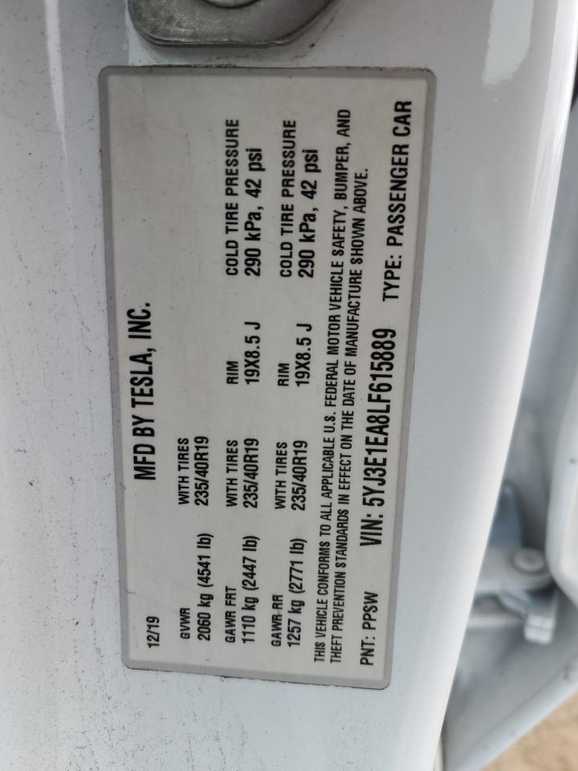 MFD BY TESLA, INC.
12/19
GVWR WITH TIRES
2060 kg (4541 lb) 235/40R19
GAWR FRT WITH TIRES RIM COLD TIRE PRESSURE
1110 kg (2447 lb) 235/40R19 19X8.5 J 290 kPa, 42 psi
GAWR RR WITH TIRES RIM COLD TIRE PRESSURE
1257 kg (2771 lb) 235/40R19 19X8.5 J 290 kPa, 42 psi
THIS VEHICLE CONFORMS TO ALL APPLICABLE U.S. FEDERAL MOTOR VEHICLE SAFETY, BUMPER, AND
THEFT PREVENTION STANDARDS IN EFFECT ON THE DATE OF MANUFACTURE SHOWN ABOVE.
PNT: PPSW VIN: 5YJ3E1EA8LF615889 TYPE: PASSENGER CAR